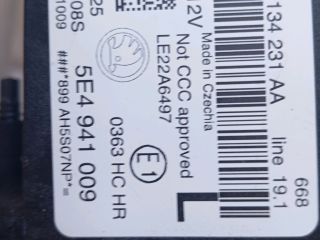 668
134 231 AA
line 19.1
Made in Czechia
12V
L
Not CCC approved
LE22A6497
E1
0363 HC HR
25
5E4 941 009
08S
1009
###*899 AH5S07NP*=